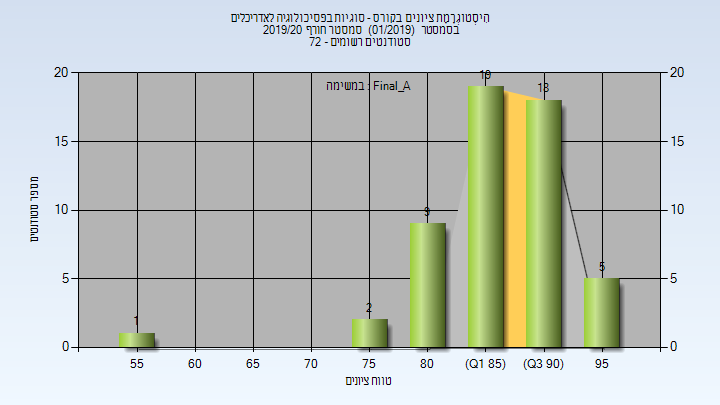 היסטוגרמת ציונים בקורס - סוגיות בפסיכולוגיה לאדריכלים
בסמסטר (01/2019) סמסטר חורף 2019/20
סטודנטים רשומים - 72
במשימה : Final_A
20 20
15 15
10 10
5 5
0 0
1 2 9 19 18 5
55 60 65 70 75 80 (Q1 85) (Q3 90) 95
טווח ציונים
מספר סטודנטים